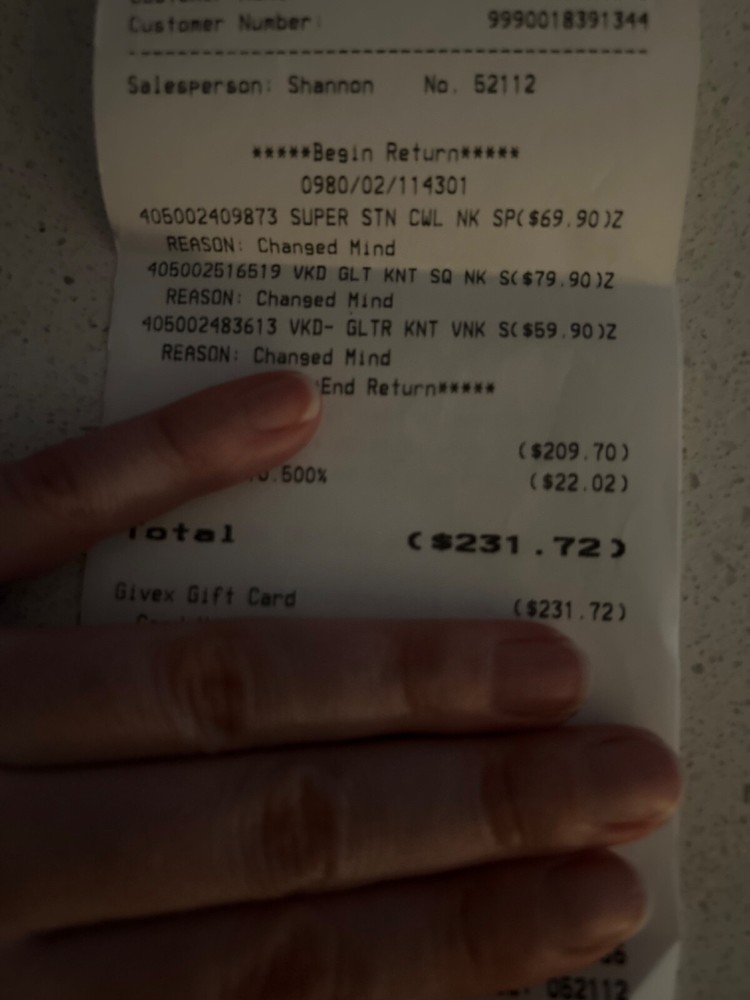 Customer Number: 9990018391344
Salesperson: Shannon No. 52112
*****Begin Return*****
0980/02/114301
405002409873 SUPER STN CWL NK SP($69.90)Z
REASON: Changed Mind
405002516519 VKD GLT KNT SQ NK S($79.90)Z
REASON: Changed Mind
405002483613 VKD- GLTR KNT VNK S($59.90)Z
REASON: Changed Mind
End Return*****
($209.70)
.500% ($22.02)
Total ($231.72)
Givex Gift Card ($231.72)
052112